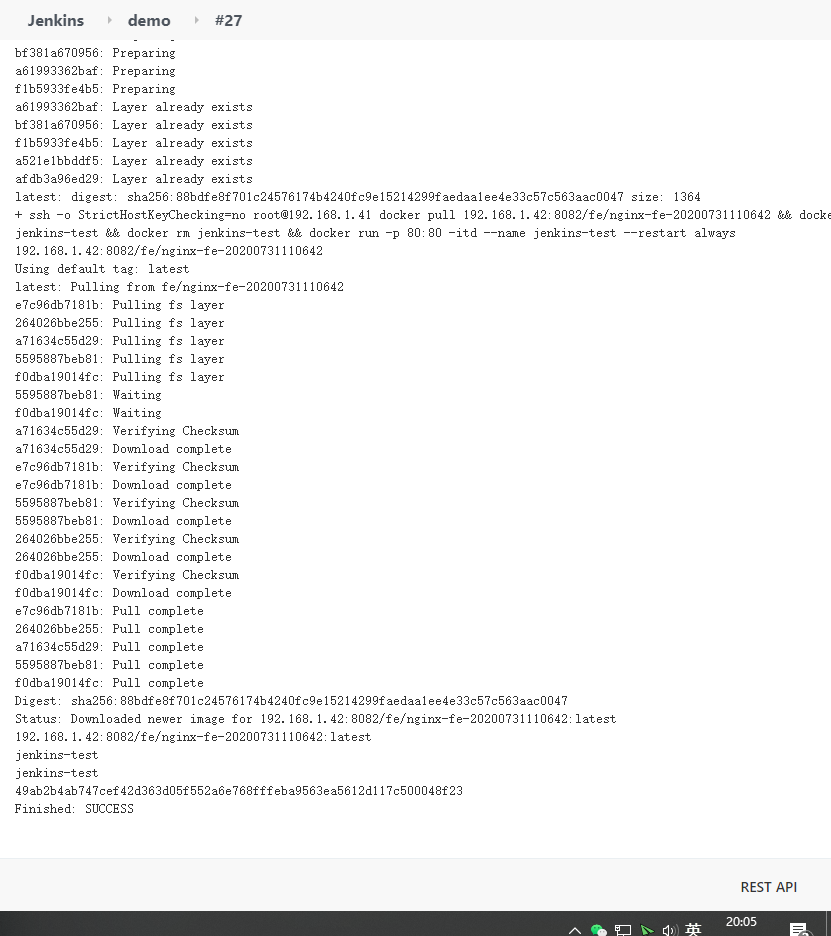 Jenkins demo #27
bf381a670956: Preparing
a61993362baf: Preparing
f1b5933fe4b5: Preparing
a61993362baf: Layer already exists
bf381a670956: Layer already exists
f1b5933fe4b5: Layer already exists
a521e1bbddf5: Layer already exists
afdb3a96ed29: Layer already exists
latest: digest: sha256:88bdfe8f701c24576174b4240fc9e15214299faedaa1ee4e33c57c563aac0047 size: 1364
+ ssh -o StrictHostKeyChecking=no root@192.168.1.41 docker pull 192.168.1.42:8082/fe/nginx-fe-20200731110642 && docke
jenkins-test && docker rm jenkins-test && docker run -p 80:80 -itd --name jenkins-test --restart always
192.168.1.42:8082/fe/nginx-fe-20200731110642
Using default tag: latest
latest: Pulling from fe/nginx-fe-20200731110642
e7c96db7181b: Pulling fs layer
264026bbe255: Pulling fs layer
a71634c55d29: Pulling fs layer
5595887beb81: Pulling fs layer
f0dba19014fc: Pulling fs layer
5595887beb81: Waiting
f0dba19014fc: Waiting
a71634c55d29: Verifying Checksum
a71634c55d29: Download complete
e7c96db7181b: Verifying Checksum
e7c96db7181b: Download complete
5595887beb81: Verifying Checksum
5595887beb81: Download complete
264026bbe255: Verifying Checksum
264026bbe255: Download complete
f0dba19014fc: Verifying Checksum
f0dba19014fc: Download complete
e7c96db7181b: Pull complete
264026bbe255: Pull complete
a71634c55d29: Pull complete
5595887beb81: Pull complete
f0dba19014fc: Pull complete
Digest: sha256:88bdfe8f701c24576174b4240fc9e15214299faedaa1ee4e33c57c563aac0047
Status: Downloaded newer image for 192.168.1.42:8082/fe/nginx-fe-20200731110642:latest
192.168.1.42:8082/fe/nginx-fe-20200731110642:latest
jenkins-test
jenkins-test
49ab2b4ab747cef42d363d05f552a6e768fffeba9563ea5612d117c500048f23
Finished: SUCCESS
REST API
英 20:05